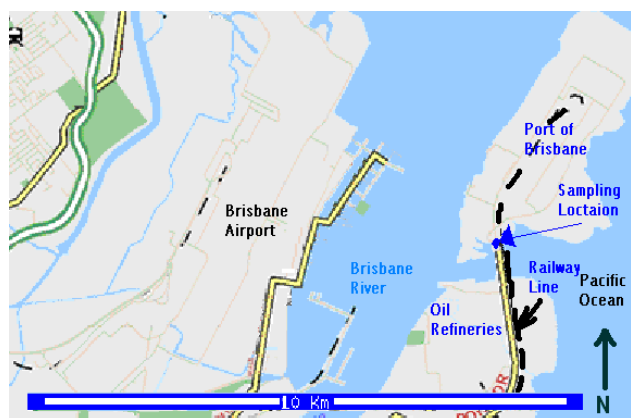 Port of
Brisbane
Sampling
Loctaion
Brisbane
Airport
Brisbane
River
Railway
Line
Pacific
Ocean
Oil
Refineries
10 Km
N